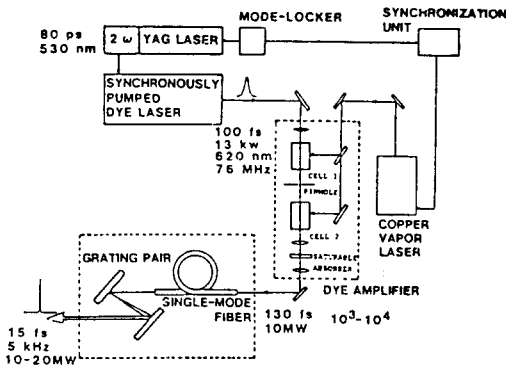 MODE-LOCKER
SYNCHRONIZATION
UNIT
80 ps
530 nm
2 ω
YAG LASER
SYNCHRONOUSLY
PUMPED
DYE LASER
100 fs
13 kw
620 nm
76 MHz
CELL 1
PINHOLE
CELL 2
SATURABLE
ABSORBER
COPPER
VAPOR
LASER
DYE AMPLIFIER
10³-10⁴
GRATING PAIR
SINGLE-MODE
FIBER
130 fs
10MW
15 fs
5 kHz
10-20MW